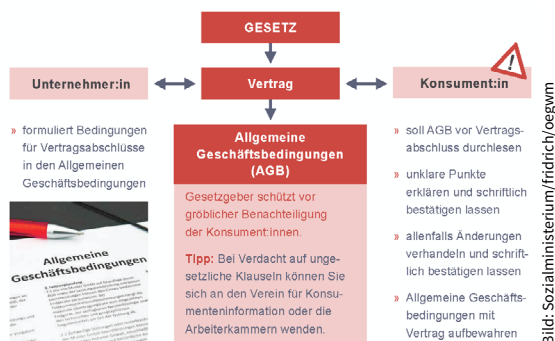 GESETZ
Unternehmer:in
Vertrag
Konsument:in
» formuliert Bedingungen
für Vertragsabschlüsse
in den Allgemeinen
Geschäftsbedingungen
Allgemeine
Geschäftsbedingungen
Allgemeine
Geschäftsbedingungen
(AGB)
Gesetzgeber schützt vor
gröblicher Benachteiligung
der Konsument:innen.
Tipp: Bei Verdacht auf unge-
setzliche Klauseln können Sie
sich an den Verein für Konsu-
menteninformation oder die
Arbeiterkammern wenden.
» soll AGB vor Vertrags-
abschluss durchlesen
» unklare Punkte
erklären und schriftlich
bestätigen lassen
» allenfalls Änderungen
verhandeln und schrift-
lich bestätigen lassen
» Allgemeine Geschäfts-
bedingungen mit
Vertrag aufbewahren
Bild: Sozialministerium/fridrich/oegwm